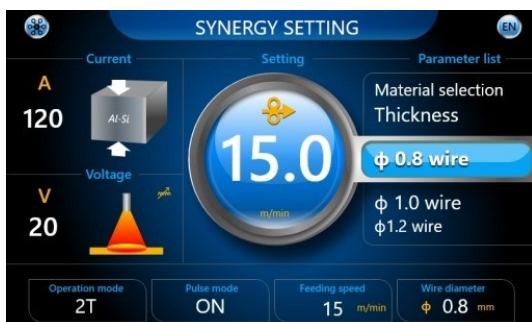 SYNERGY SETTING
EN
Current
A
120
Al-Si
Voltage
V
20
Setting
15.0
m/min
Parameter list
Material selection
Thickness
ϕ 0.8 wire
ϕ 1.0 wire
ϕ1.2 wire
Operation mode
2T
Pulse mode
ON
Feeding speed
15 m/min
Wire diameter
ϕ 0.8 mm